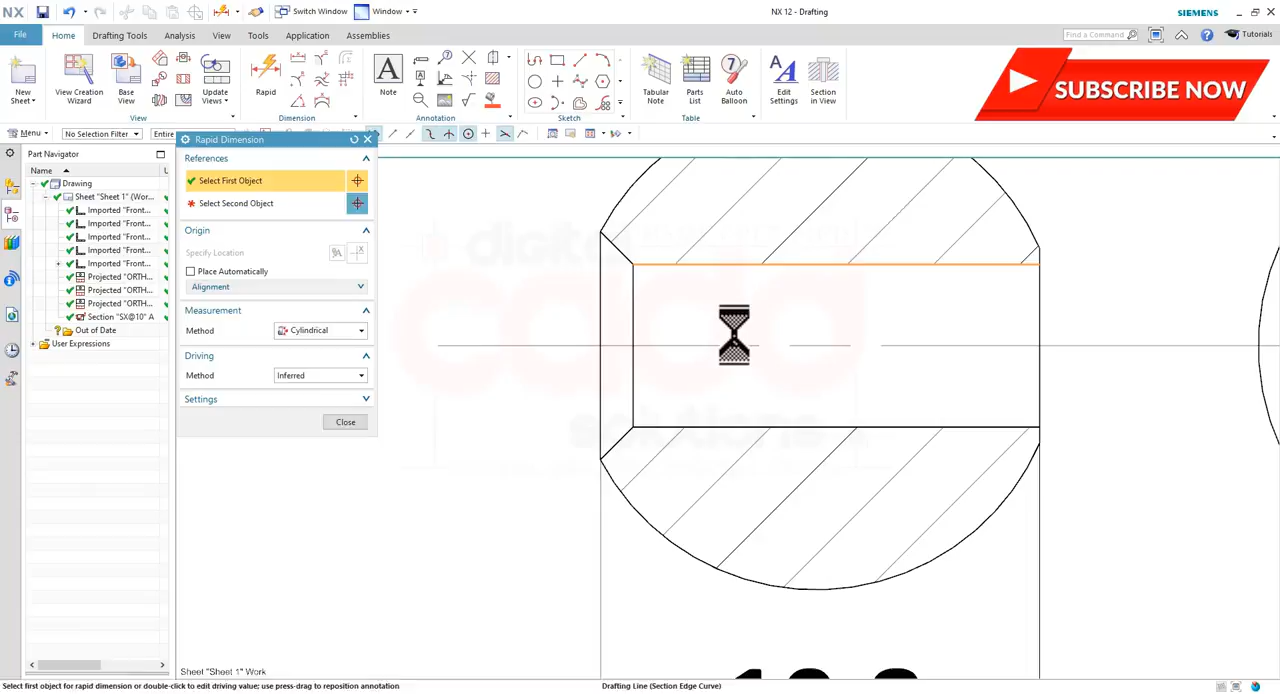 NX
Switch Window
Window
NX 12 - Drafting
SIEMENS
File
Home
Drafting Tools
Analysis
View
Tools
Application
Assemblies
Find a Command
Tutorials
New Sheet
View Creation Wizard
Base View
Update Views
View
Rapid
Dimension
Note
Annotation
Sketch
Tabular Note
Parts List
Auto Balloon
Table
Edit Settings
Section in View
SUBSCRIBE NOW
Menu
No Selection Filter
Entire
Part Navigator
Name
Drawing
Sheet "Sheet 1" (Wor...
Imported "Front...
Imported "Front...
Imported "Front...
Imported "Front...
Imported "Front...
Projected "ORTH...
Projected "ORTH...
Projected "ORTH...
Section "SX@10" A
Out of Date
User Expressions
Rapid Dimension
References
Select First Object
Select Second Object
Origin
Specify Location
Place Automatically
Alignment
Measurement
Method
Cylindrical
Driving
Method
Inferred
Settings
Close
digital
cadd
solutions
Sheet "Sheet 1" Work
Select first object for rapid dimension or double-click to edit driving value; use press-drag to reposition annotation
Drafting Line (Section Edge Curve)